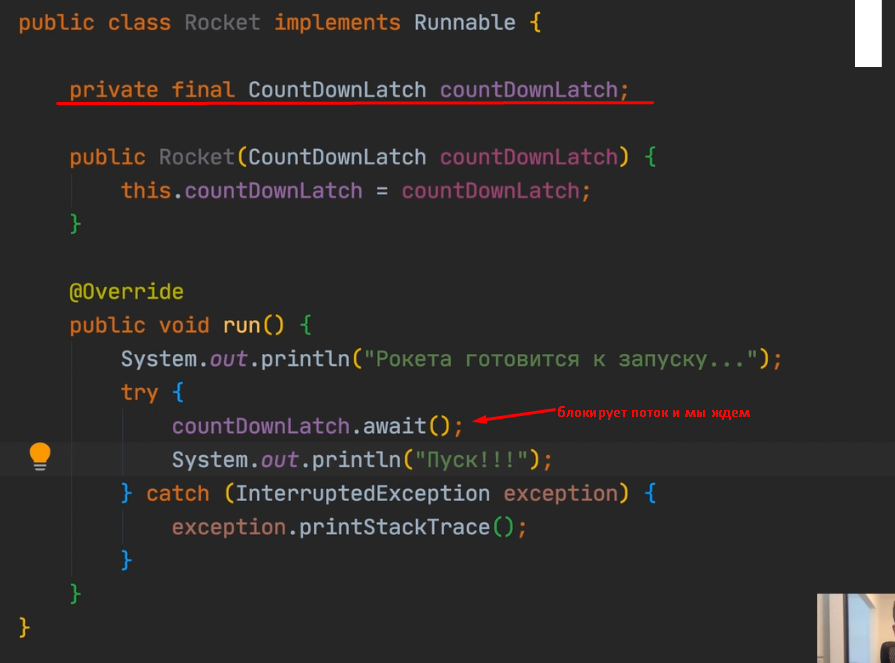 public class Rocket implements Runnable {
private final CountDownLatch countDownLatch;
public Rocket(CountDownLatch countDownLatch) {
this.countDownLatch = countDownLatch;
}
@Override
public void run() {
System.out.println("Рокета готовится к запуску...");
try {
countDownLatch.await(); блокирует поток и мы ждем
System.out.println("Пуск!!!");
} catch (InterruptedException exception) {
exception.printStackTrace();
}
}
}